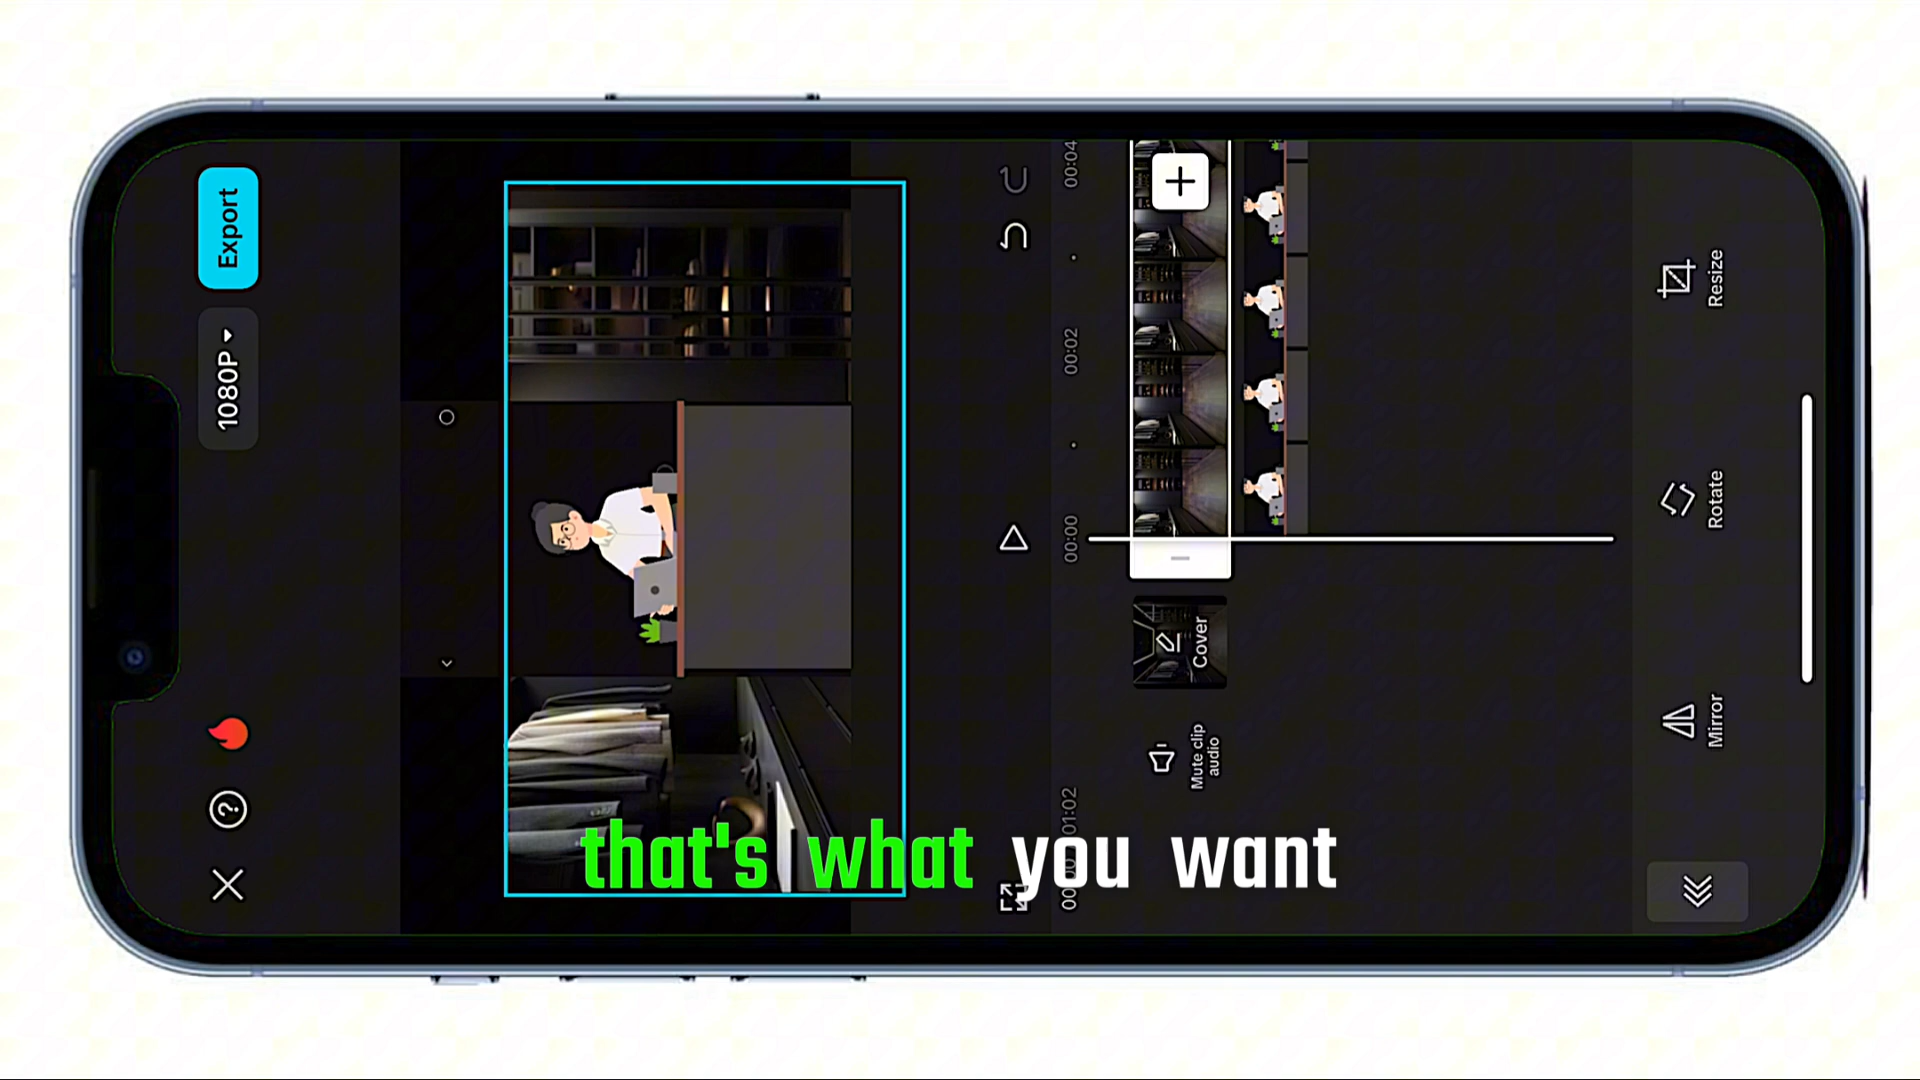 Export
1080P
?
00:04
00:02
00:00
Cover
Mute clip
audio
01:02
Resize
Rotate
Mirror
that's what you want